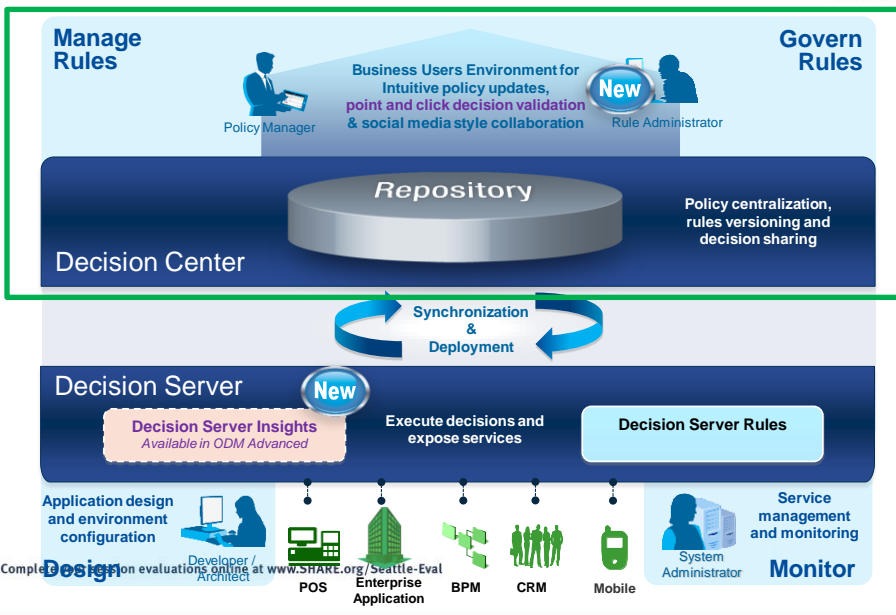 Manage
Rules
Govern
Rules
Business Users Environment for
Intuitive policy updates,
point and click decision validation
& social media style collaboration
New
Policy Manager
Rule Administrator
Repository
Policy centralization,
rules versioning and
decision sharing
Decision Center
Synchronization
&
Deployment
Decision Server
New
Decision Server Insights
Available in ODM Advanced
Execute decisions and
expose services
Decision Server Rules
Application design
and environment
configuration
Developer /
Architect
Design
Complete your session evaluations online at www.SHARE.org/Seattle-Eval
POS
Enterprise
Application
BPM
CRM
Mobile
System
Administrator
Service
management
and monitoring
Monitor